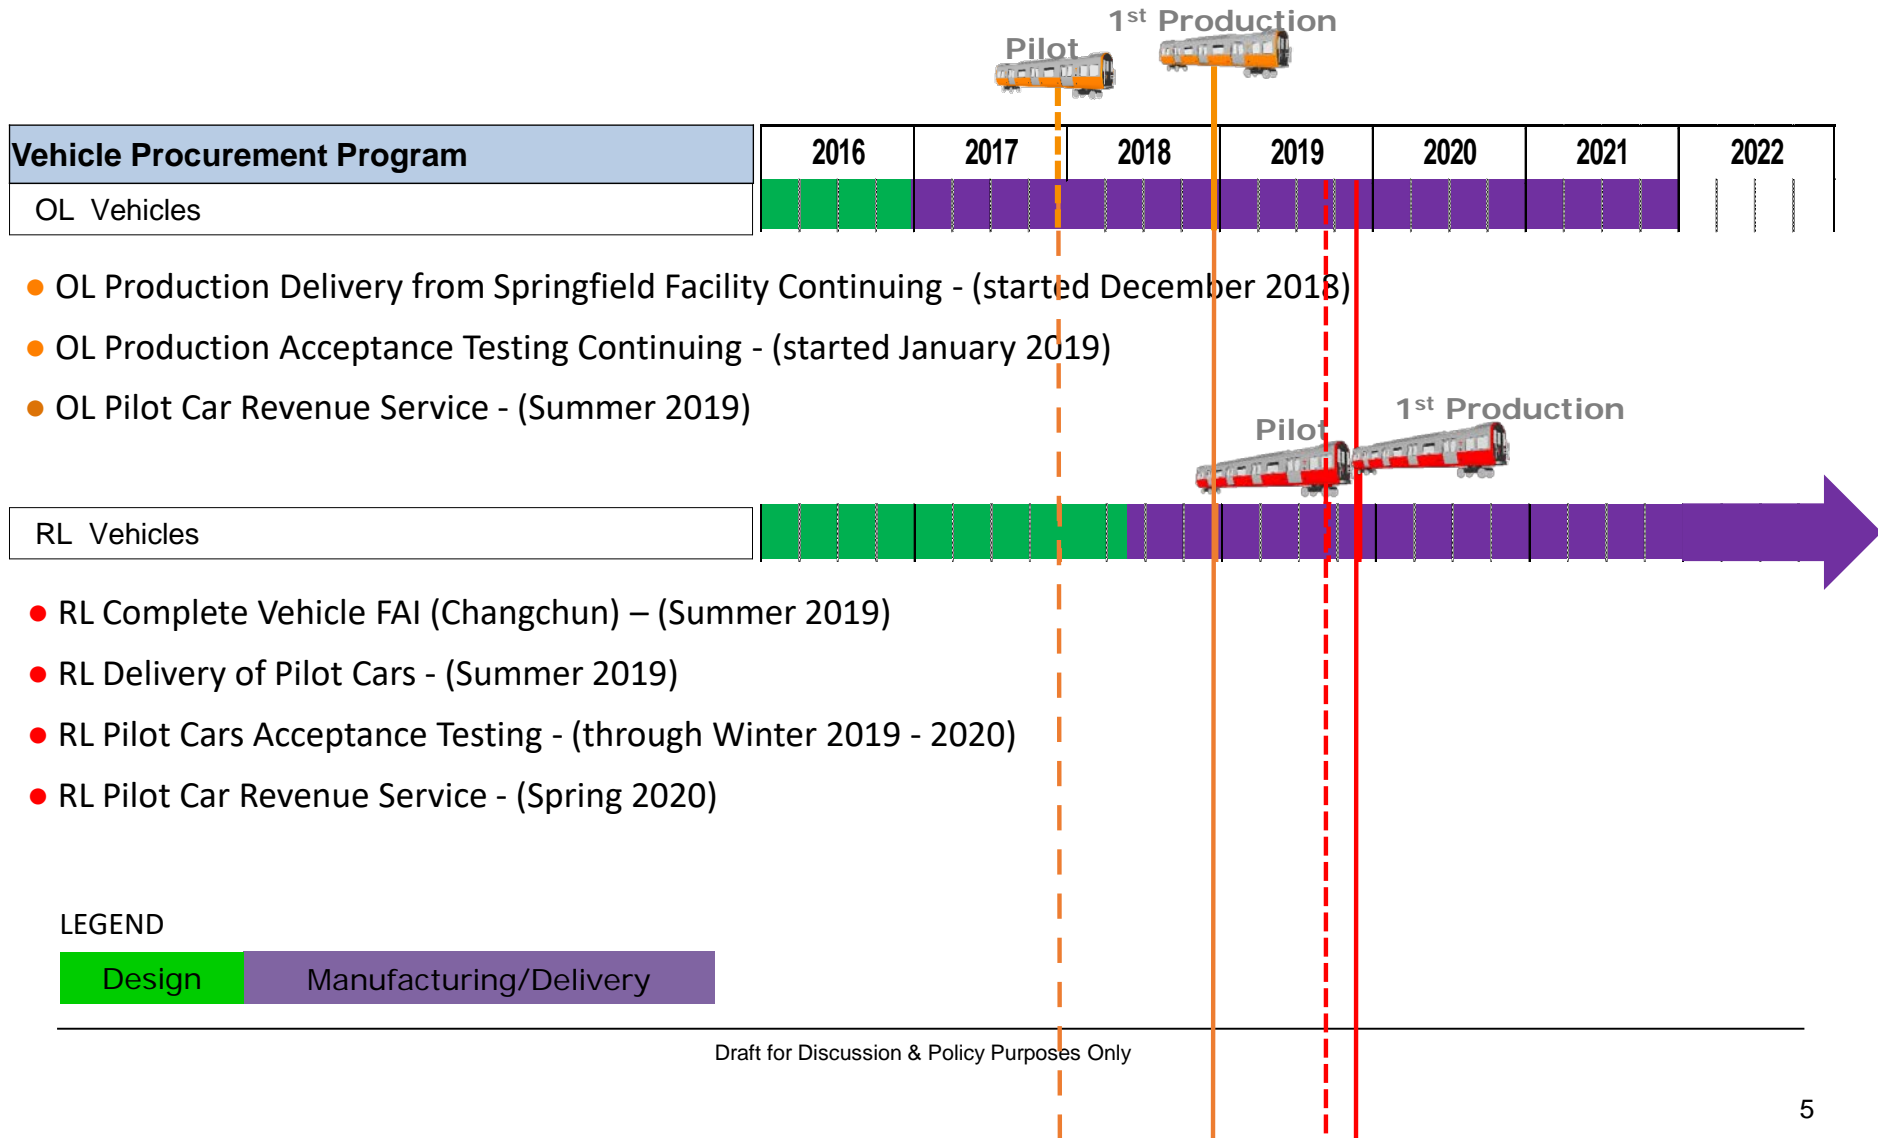 1st Production
Pilot
Vehicle Procurement Program
2016 2017 2018 2019 2020 2021 2022
OL Vehicles
● OL Production Delivery from Springfield Facility Continuing - (started December 2018)
● OL Production Acceptance Testing Continuing - (started January 2019)
● OL Pilot Car Revenue Service - (Summer 2019)
1st Production
Pilot
RL Vehicles
● RL Complete Vehicle FAI (Changchun) – (Summer 2019)
● RL Delivery of Pilot Cars - (Summer 2019)
● RL Pilot Cars Acceptance Testing - (through Winter 2019 - 2020)
● RL Pilot Car Revenue Service - (Spring 2020)
LEGEND
Design Manufacturing/Delivery
Draft for Discussion & Policy Purposes Only
5